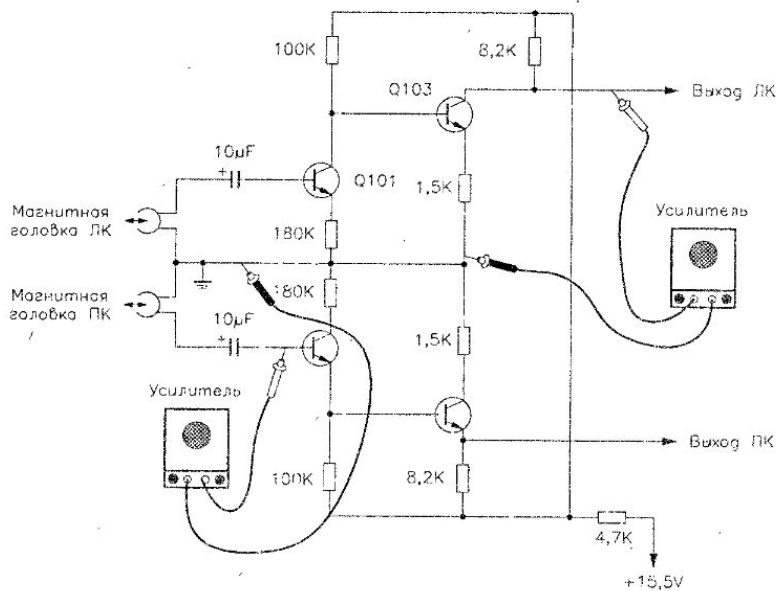 100K
8,2K
Q103
Выход ЛК
10µF
Q101
1,5K
Усилитель
Магнитная
головка ЛК
180K
Магнитная
головка ПК
180K
10µF
1,5K
Усилитель
Выход ЛК
100K
8,2K
4,7K
+15,5V